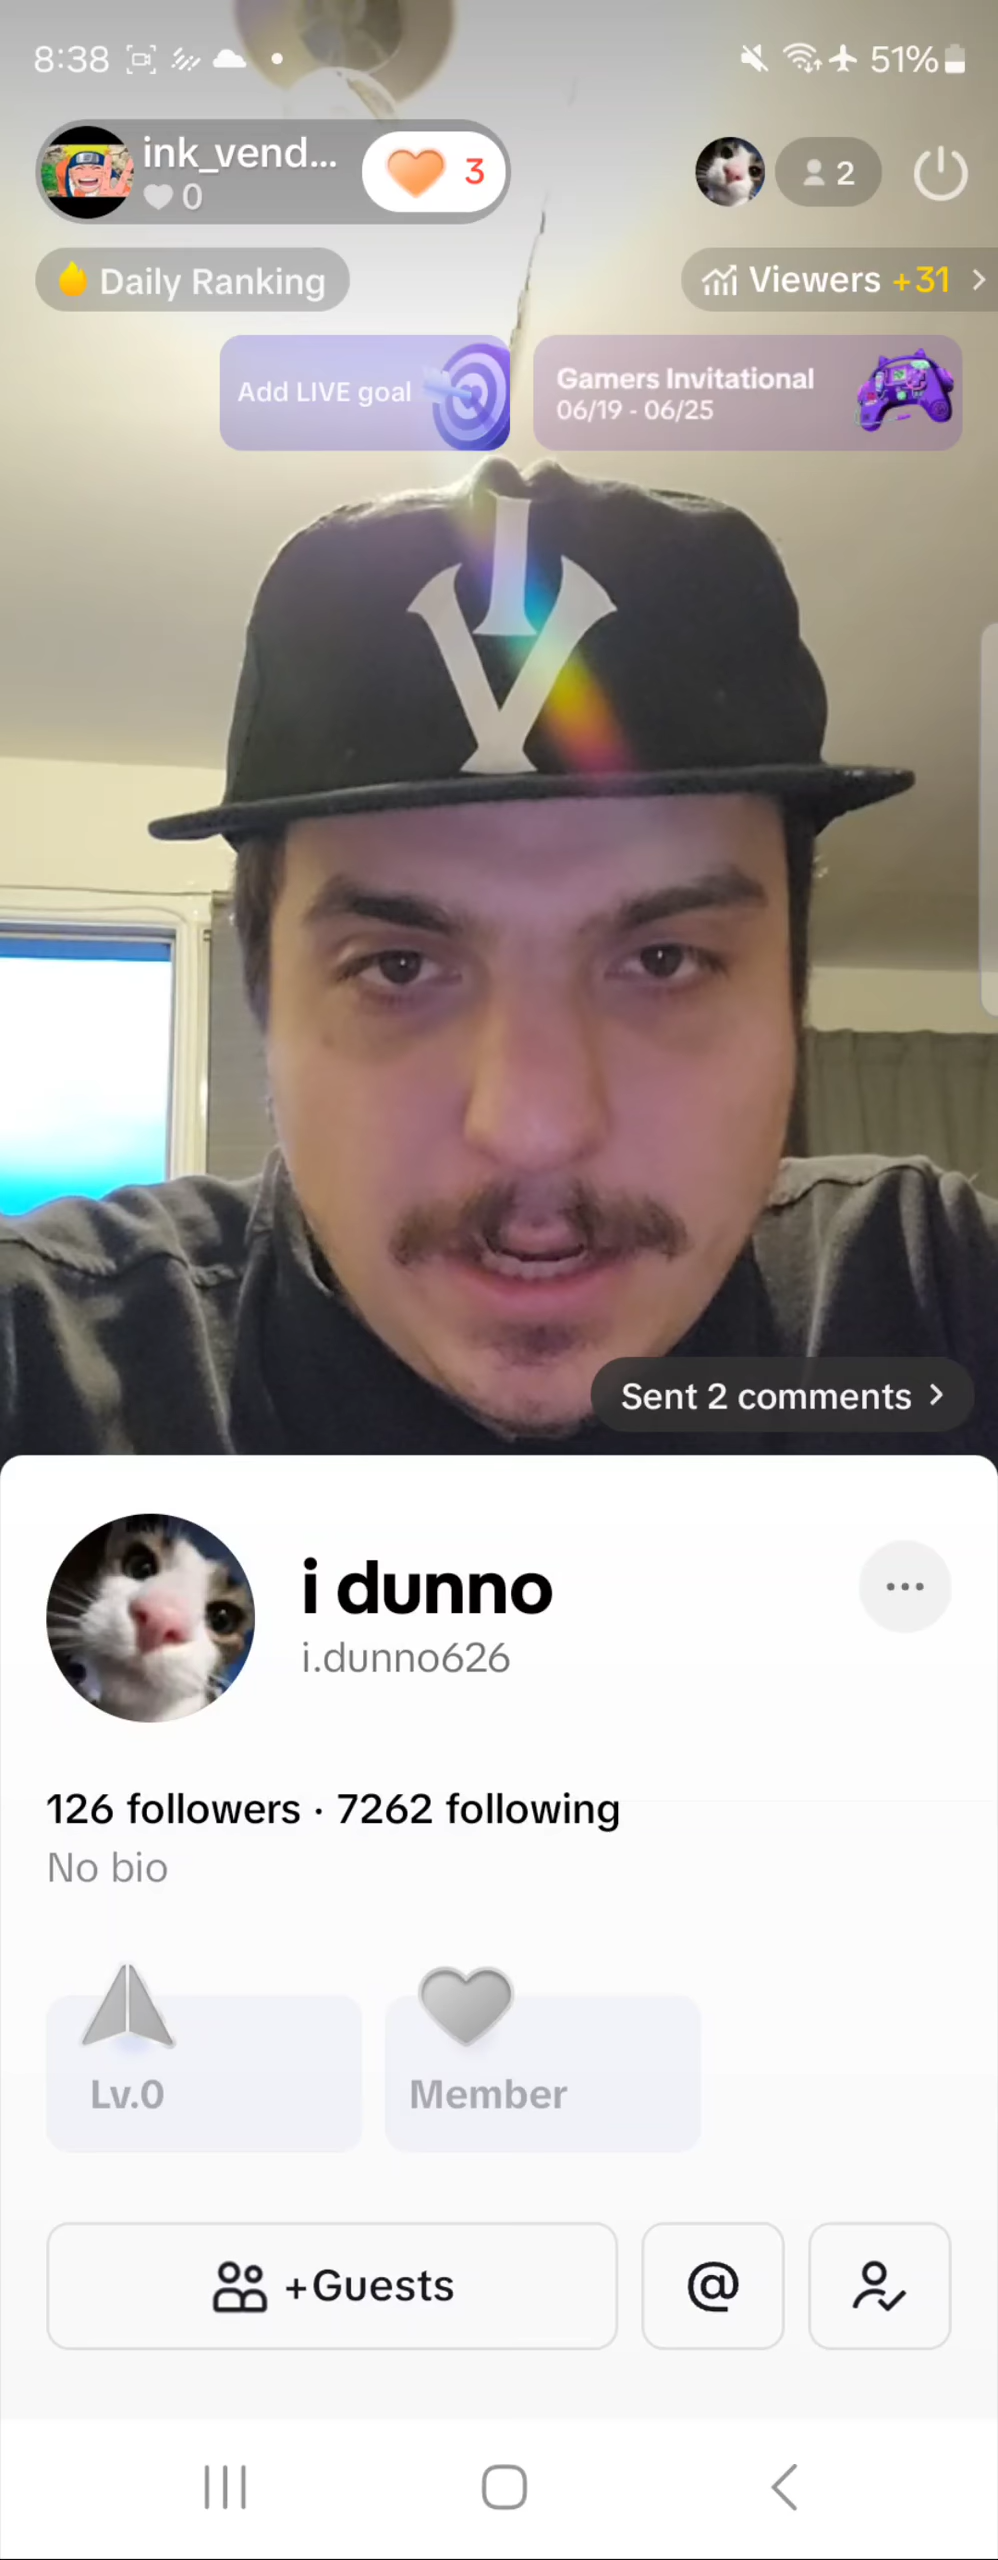 8:38
51%
ink_vend...
0
3
2
Daily Ranking
Viewers +31
Add LIVE goal
Gamers Invitational
06/19 - 06/25
IV
Sent 2 comments
i dunno
i.dunno626
126 followers · 7262 following
No bio
Lv.0
Member
+Guests
@